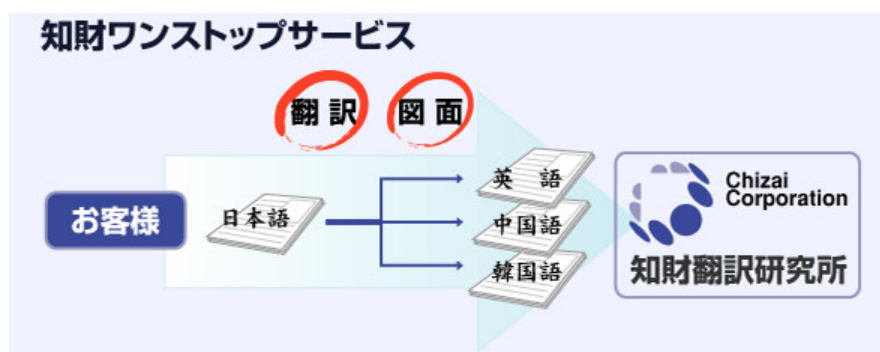 知財ワンストップサービス
翻訳 図面
お客様
日本語
英語
中国語
韓国語
Chizai
Corporation
知財翻訳研究所